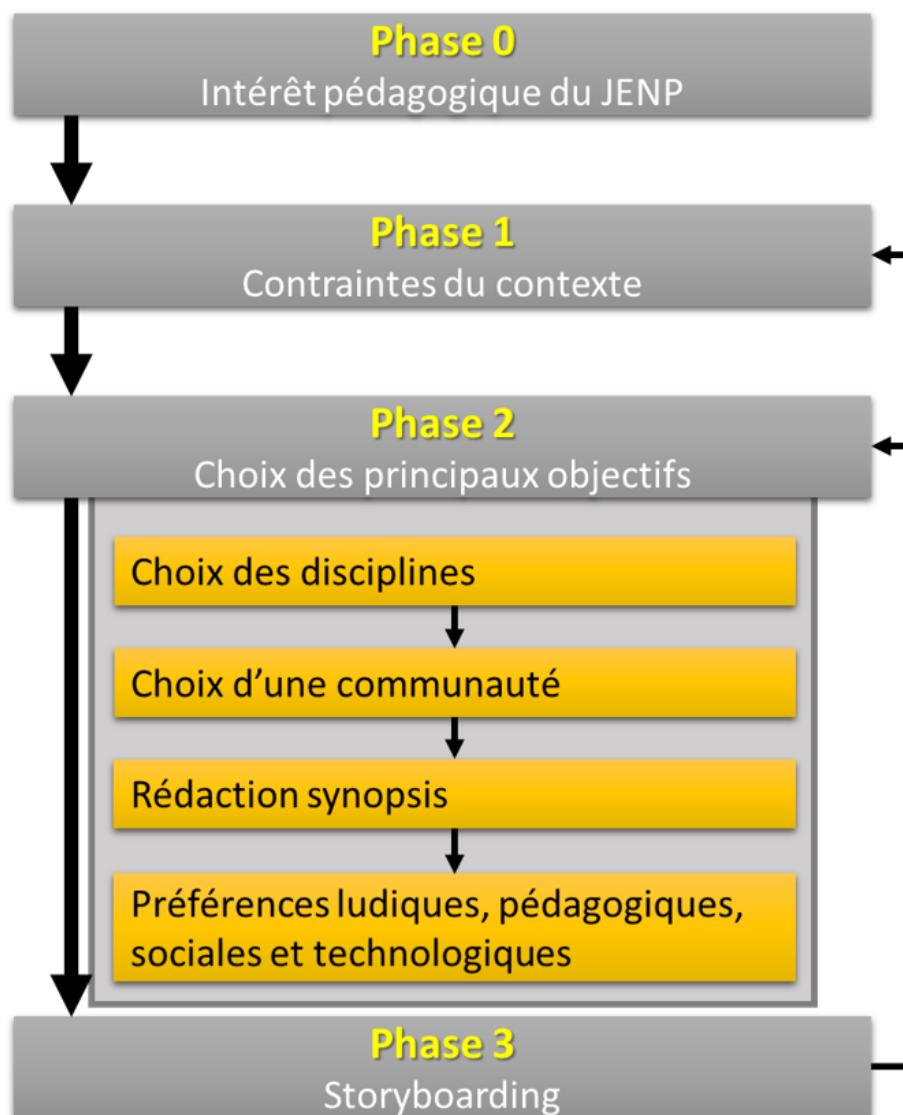 Phase 0
Intérêt pédagogique du JENP
Phase 1
Contraintes du contexte
Phase 2
Choix des principaux objectifs
Choix des disciplines
Choix d’une communauté
Rédaction synopsis
Préférences ludiques, pédagogiques,
sociales et technologiques
Phase 3
Storyboarding